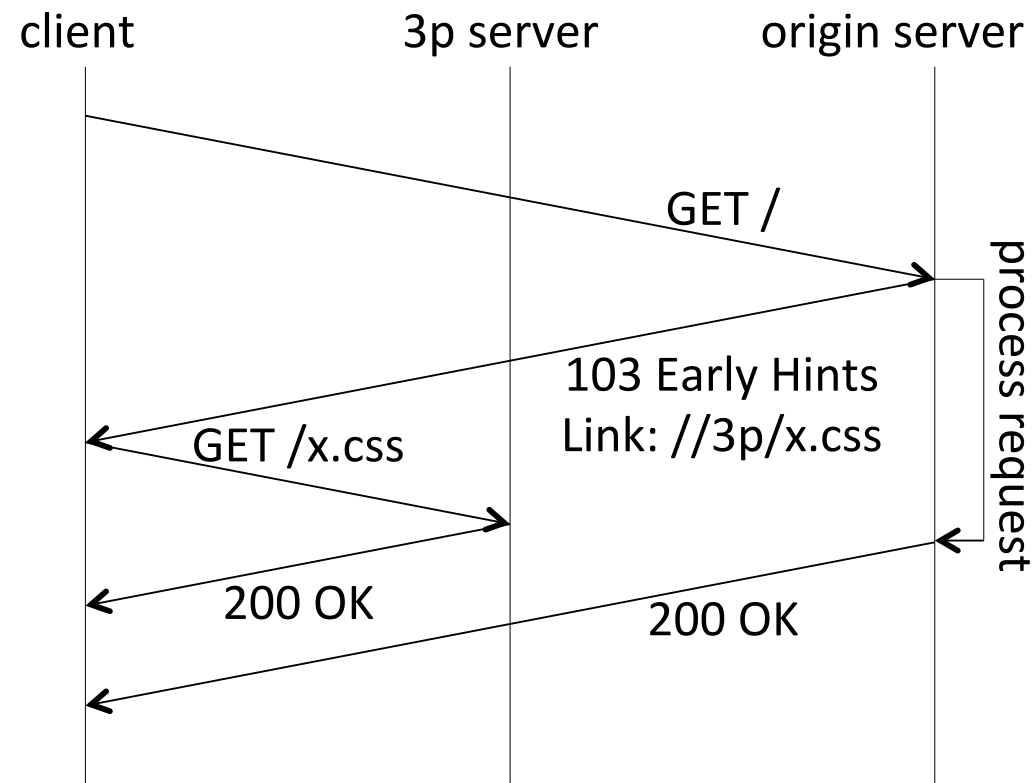 client
3p server
origin server
GET /
process request
103 Early Hints
Link: //3p/x.css
GET /x.css
200 OK
200 OK